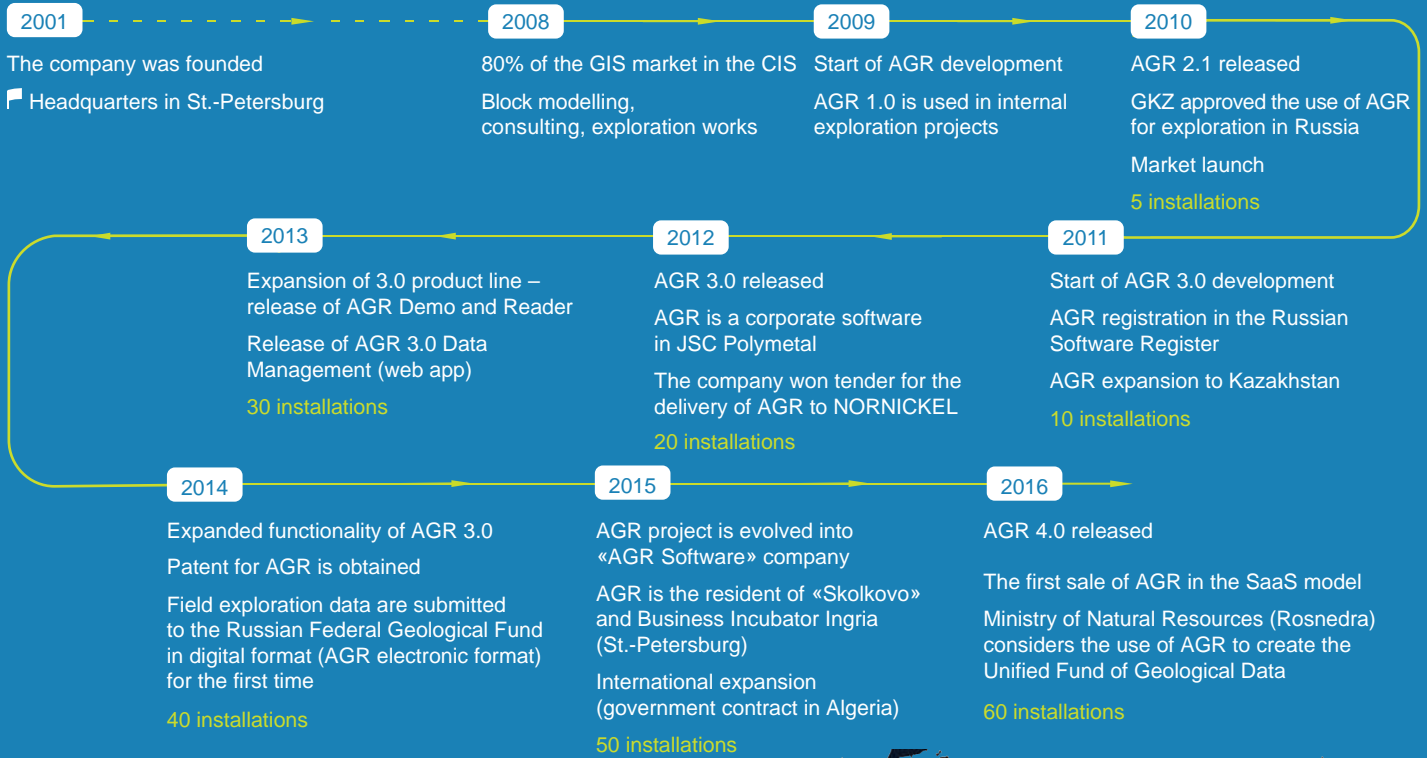 2001
The company was founded
Headquarters in St.-Petersburg
2008
80% of the GIS market in the CIS
Block modelling,
consulting, exploration works
2009
Start of AGR development
AGR 1.0 is used in internal
exploration projects
2010
AGR 2.1 released
GKZ approved the use of AGR
for exploration in Russia
Market launch
5 installations
2011
Start of AGR 3.0 development
AGR registration in the Russian
Software Register
AGR expansion to Kazakhstan
10 installations
2012
AGR 3.0 released
AGR is a corporate software
in JSC Polymetal
The company won tender for the
delivery of AGR to NORNICKEL
20 installations
2013
Expansion of 3.0 product line –
release of AGR Demo and Reader
Release of AGR 3.0 Data
Management (web app)
30 installations
2014
Expanded functionality of AGR 3.0
Patent for AGR is obtained
Field exploration data are submitted
to the Russian Federal Geological Fund
in digital format (AGR electronic format)
for the first time
40 installations
2015
AGR project is evolved into
«AGR Software» company
AGR is the resident of «Skolkovo»
and Business Incubator Ingria
(St.-Petersburg)
International expansion
(government contract in Algeria)
50 installations
2016
AGR 4.0 released
The first sale of AGR in the SaaS model
Ministry of Natural Resources (Rosnedra)
considers the use of AGR to create the
Unified Fund of Geological Data
60 installations